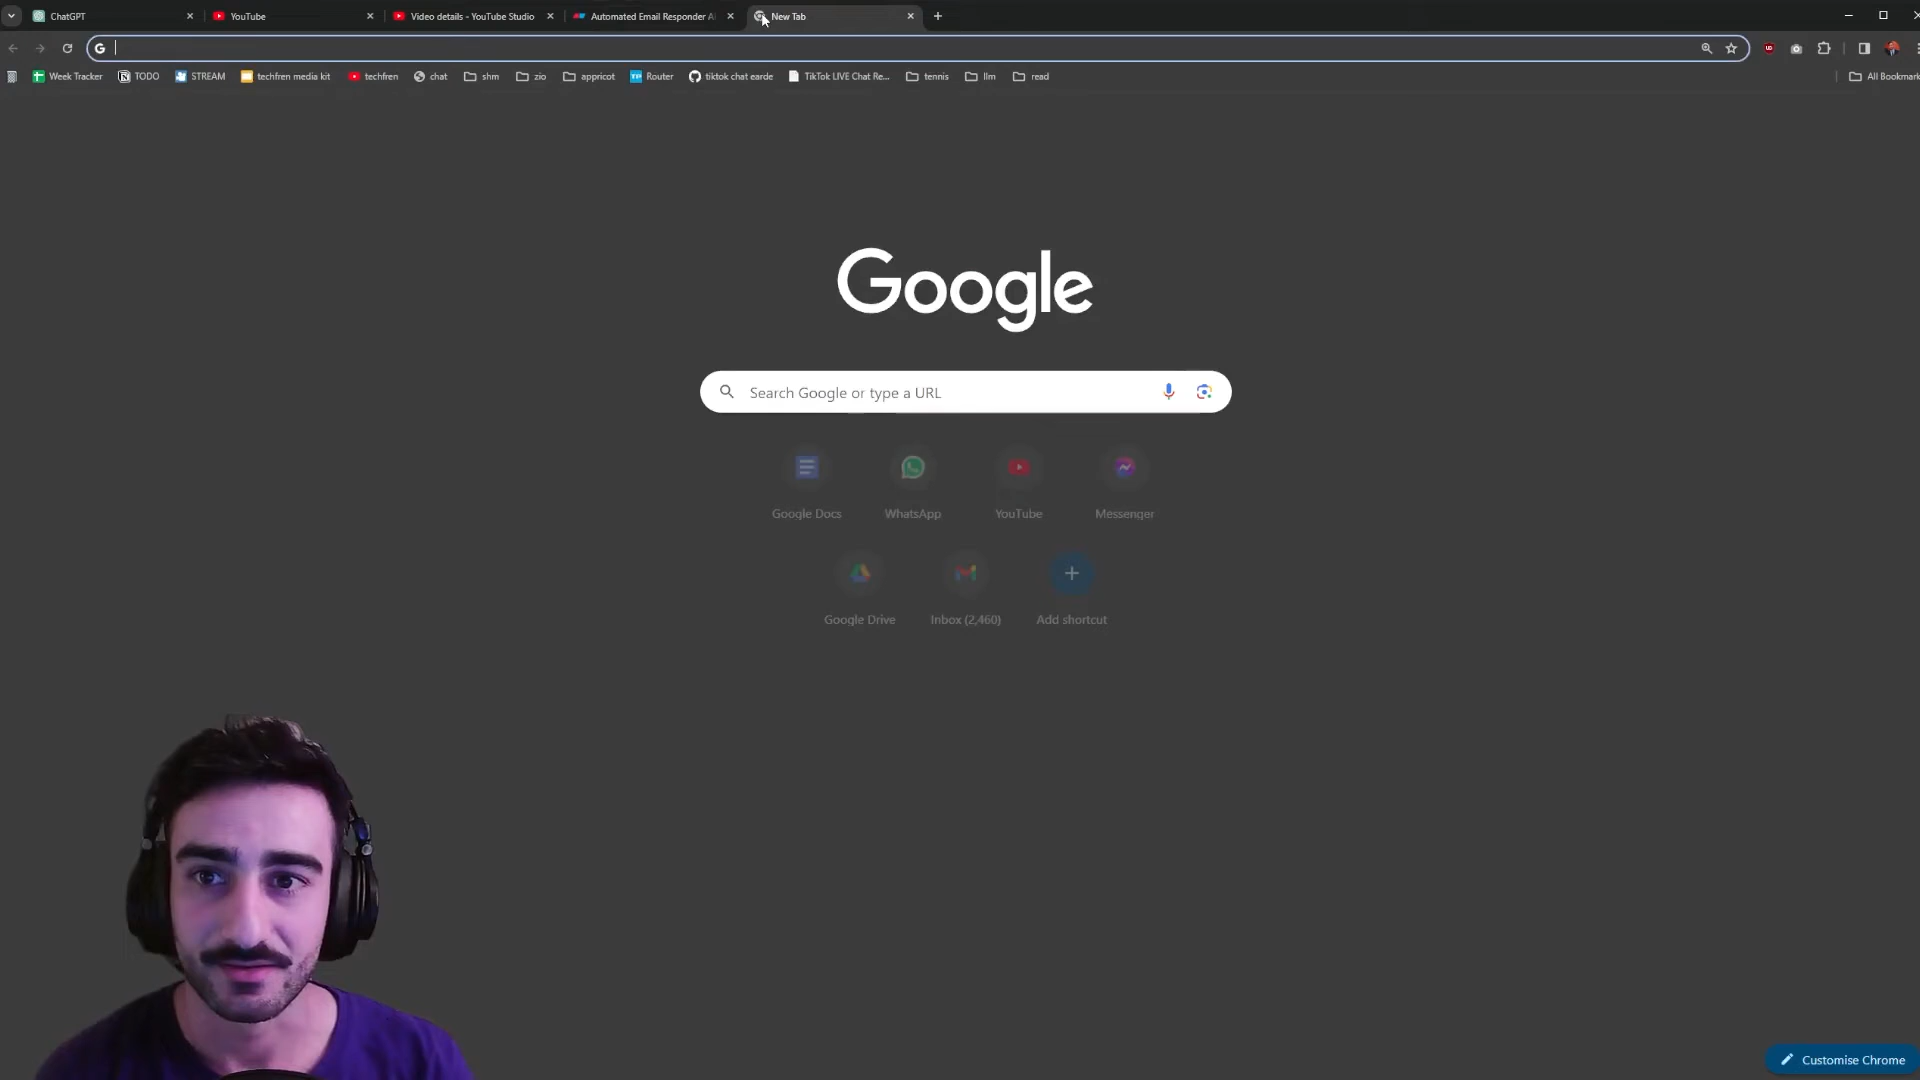 ChatGPT
YouTube
Video details - YouTube Studio
Automated Email Responder A
New Tab
Week Tracker
TODO
STREAM
techfren media kit
techfren
chat
shm
zio
appricot
Router
tiktok chat earde
TikTok LIVE Chat Re...
tennis
llm
read
All Bookmark
Google
Search Google or type a URL
Google Docs
WhatsApp
YouTube
Messenger
Google Drive
Inbox (2,460)
Add shortcut
Customise Chrome